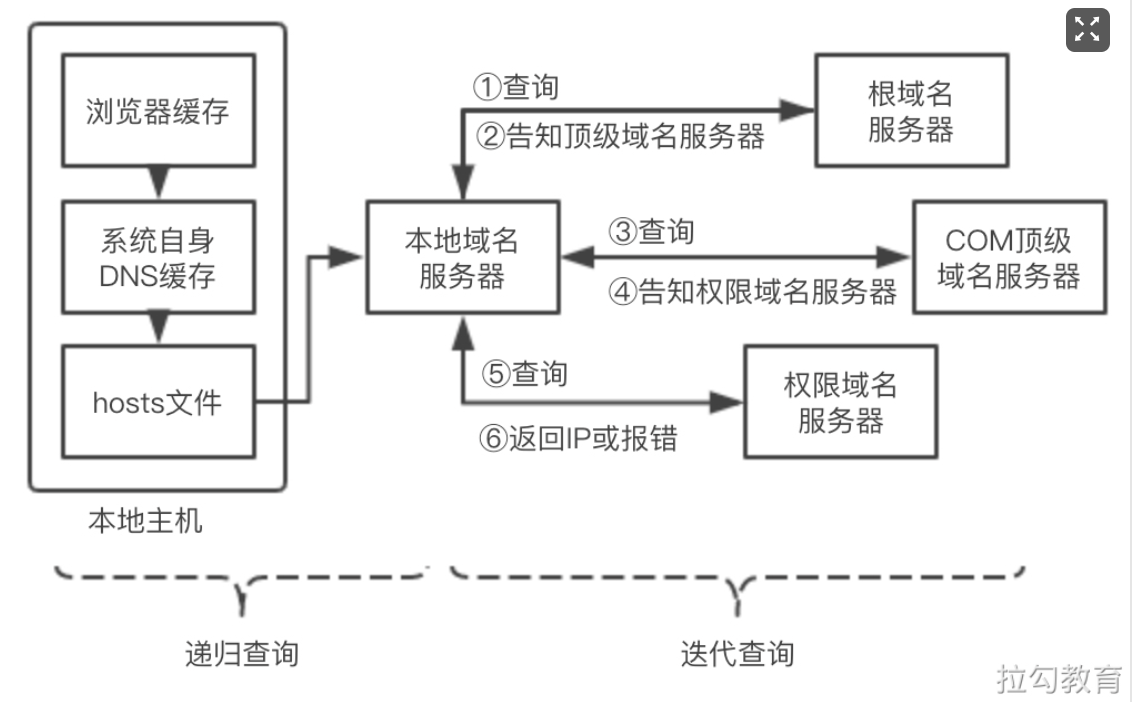 浏览器缓存
系统自身
DNS缓存
hosts文件
本地主机
本地域名
服务器
①查询
②告知顶级域名服务器
根域名
服务器
③查询
④告知权限域名服务器
COM顶级
域名服务器
⑤查询
⑥返回IP或报错
权限域名
服务器
递归查询
迭代查询
拉勾教育